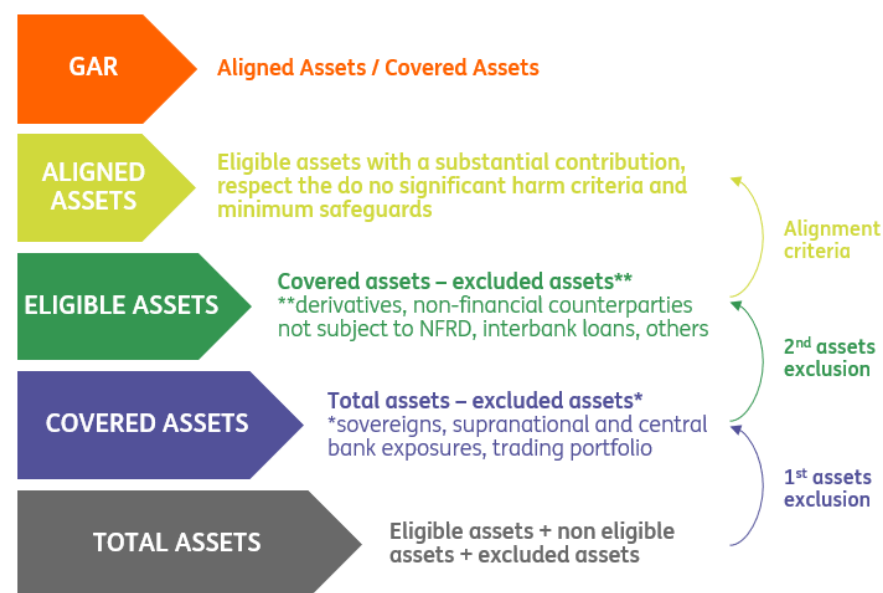 GAR
Aligned Assets / Covered Assets
ALIGNED
ASSETS
Eligible assets with a substantial contribution,
respect the do no significant harm criteria and
minimum safeguards
Alignment
criteria
ELIGIBLE ASSETS
Covered assets – excluded assets**
**derivatives, non-financial counterparties
not subject to NFRD, interbank loans, others
2nd assets
exclusion
COVERED ASSETS
Total assets – excluded assets*
*sovereigns, supranational and central
bank exposures, trading portfolio
1st assets
exclusion
TOTAL ASSETS
Eligible assets + non eligible
assets + excluded assets